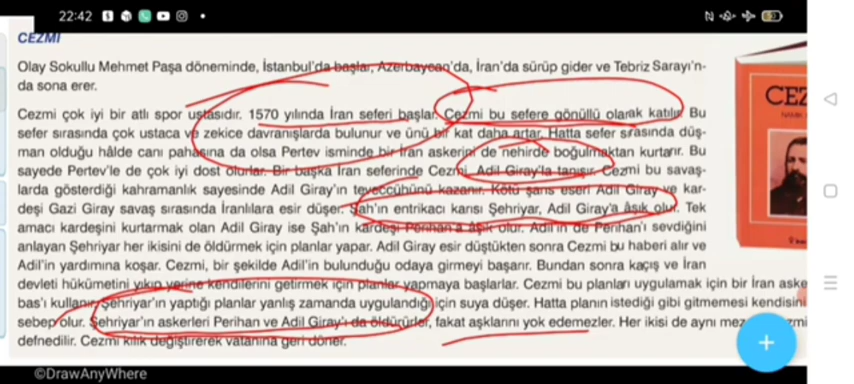 22:42
CEZMİ
Olay Sokullu Mehmet Paşa döneminde, İstanbul'da başlar, Azerbaycan'da, İran'da sürüp gider ve Tebriz Sarayı'n-
da sona erer.
Cezmi çok iyi bir atlı spor ustasıdır. 1570 yılında İran seferi başlar. Cezmi bu sefere gönüllü olarak katılır. Bu
sefer sırasında çok ustaca ve zekice davranışlarda bulunur ve ünü bir kat daha artar. Hatta sefer sırasında düş-
man olduğu hâlde canı pahasına da olsa Pertev isminde bir İran askerini de nehirde boğulmaktan kurtarır. Bu
sayede Pertev'le de çok iyi dost olurlar. Bir başka İran seferinde Cezmi, Adil Giray'la tanışır. Cezmi bu savaş-
larda gösterdiği kahramanlık sayesinde Adil Giray'ın teveccühünü kazanır. Kötü şans eseri Adil Giray ve kar-
deşi Gazi Giray savaş sırasında İranlılara esir düşer. Şah'ın entrikacı karısı Şehriyar, Adil Giray'a âşık olur. Tek
amacı kardeşini kurtarmak olan Adil Giray ise Şah'ın kardeşi Perihan'a âşık olur. Adil'in de Perihan'ı sevdiğini
anlayan Şehriyar her ikisini de öldürmek için planlar yapar. Adil Giray esir düştükten sonra Cezmi bu haberi alır ve
Adil'in yardımına koşar. Cezmi, bir şekilde Adil'in bulunduğu odaya girmeyi başarır. Bundan sonra kaçış ve İran
devleti hükümetini yıkıp yerine kendilerini getirmek için planlar yapmaya başlarlar. Cezmi bu planları uygulamak için bir İran aske
bas'ı kullanır. Şehriyar'ın yaptığı planlar yanlış zamanda uygulandığı için suya düşer. Hatta planın istediği gibi gitmemesi kendisini
sebep olur. Şehriyar'ın askerleri Perihan ve Adil Giray'ı da öldürürler, fakat aşklarını yok edemezler. Her ikisi de aynı mez zmi
defnedilir. Cezmi kılık değiştirerek vatanına geri döner.
CEZ
©DrawAnyWhere